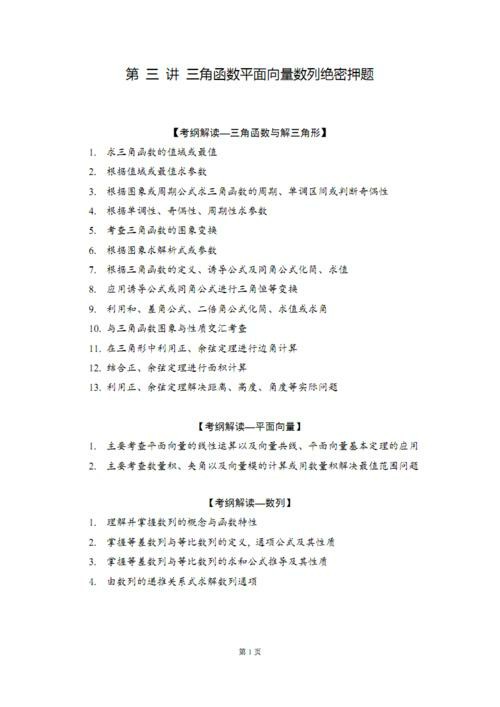 第 三 讲 三角函数平面向量数列绝密押题
【考纲解读—三角函数与解三角形】
1. 求三角函数的值域或最值
2. 根据值域或最值求参数
3. 根据图象或周期公式求三角函数的周期、单调区间或判断奇偶性
4. 根据单调性、奇偶性、周期性求参数
5. 考查三角函数的图象变换
6. 根据图象求解析式或参数
7. 根据三角函数的定义、诱导公式及同角公式化简、求值
8. 应用诱导公式或同角公式进行三角恒等变换
9. 利用和、差角公式、二倍角公式化简、求值或求角
10. 与三角函数图象与性质交汇考查
11. 在三角形中利用正、余弦定理进行边角计算
12. 结合正、余弦定理进行面积计算
13. 利用正、余弦定理解决距离、高度、角度等实际问题
【考纲解读—平面向量】
1. 主要考查平面向量的线性运算以及向量共线、平面向量基本定理的应用
2. 主要考查数量积、夹角以及向量模的计算或用数量积解决最值范围问题
【考纲解读—数列】
1. 理解并掌握数列的概念与函数特性
2. 掌握等差数列与等比数列的定义, 通项公式及其性质
3. 掌握等差数列与等比数列的求和公式推导及其性质
4. 由数列的递推关系式求解数列通项
第 1 页